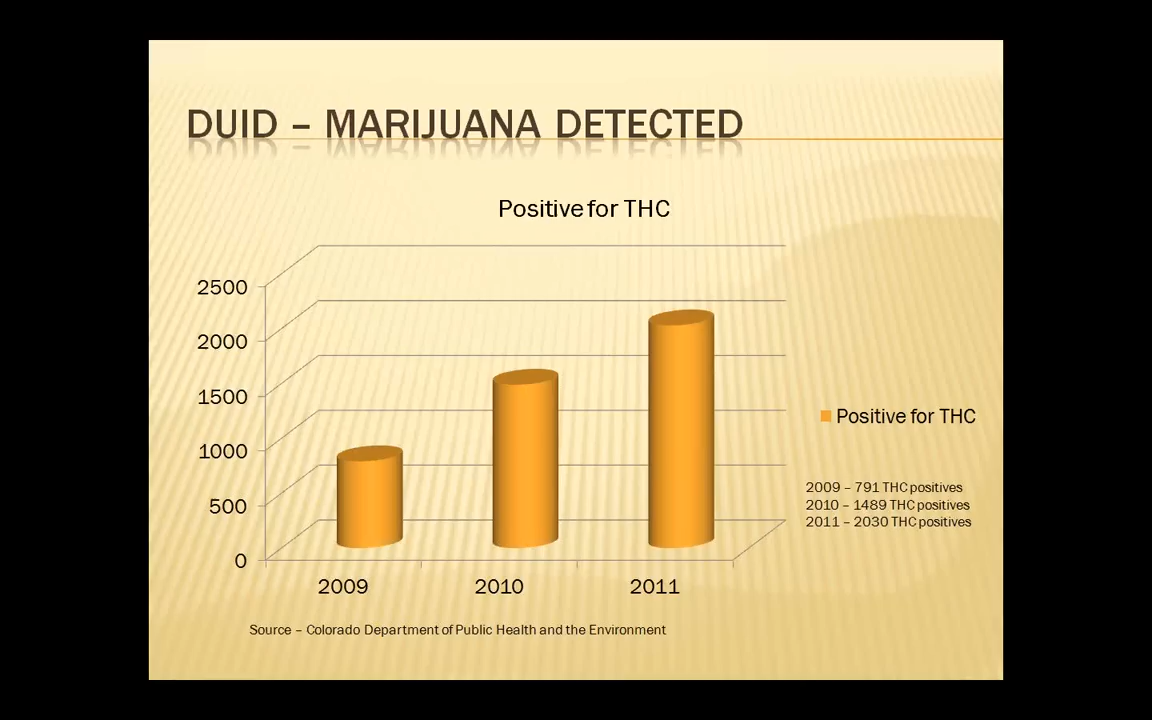 DUID – MARIJUANA DETECTED
Positive for THC
2500
2000
1500
1000
500
0
2009 2010 2011
Positive for THC
2009 – 791 THC positives
2010 – 1489 THC positives
2011 – 2030 THC positives
Source – Colorado Department of Public Health and the Environment